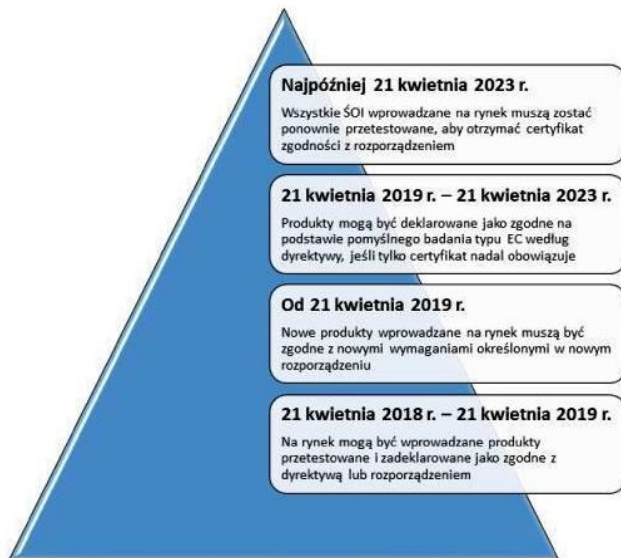 Najpóźniej 21 kwietnia 2023 r.
Wszystkie ŚOI wprowadzane na rynek muszą zostać
ponownie przetestowane, aby otrzymać certyfikat
zgodności z rozporządzeniem
21 kwietnia 2019 r. – 21 kwietnia 2023 r.
Produkty mogą być deklarowane jako zgodne na
podstawie pomyślnego badania typu EC według
dyrektywy, jeśli tylko certyfikat nadal obowiązuje
Od 21 kwietnia 2019 r.
Nowe produkty wprowadzane na rynek muszą być
zgodne z nowymi wymaganiami określonymi w nowym
rozporządzeniu
21 kwietnia 2018 r. – 21 kwietnia 2019 r.
Na rynek mogą być wprowadzane produkty
przetestowane i zadeklarowane jako zgodne z
dyrektywą lub rozporządzeniem